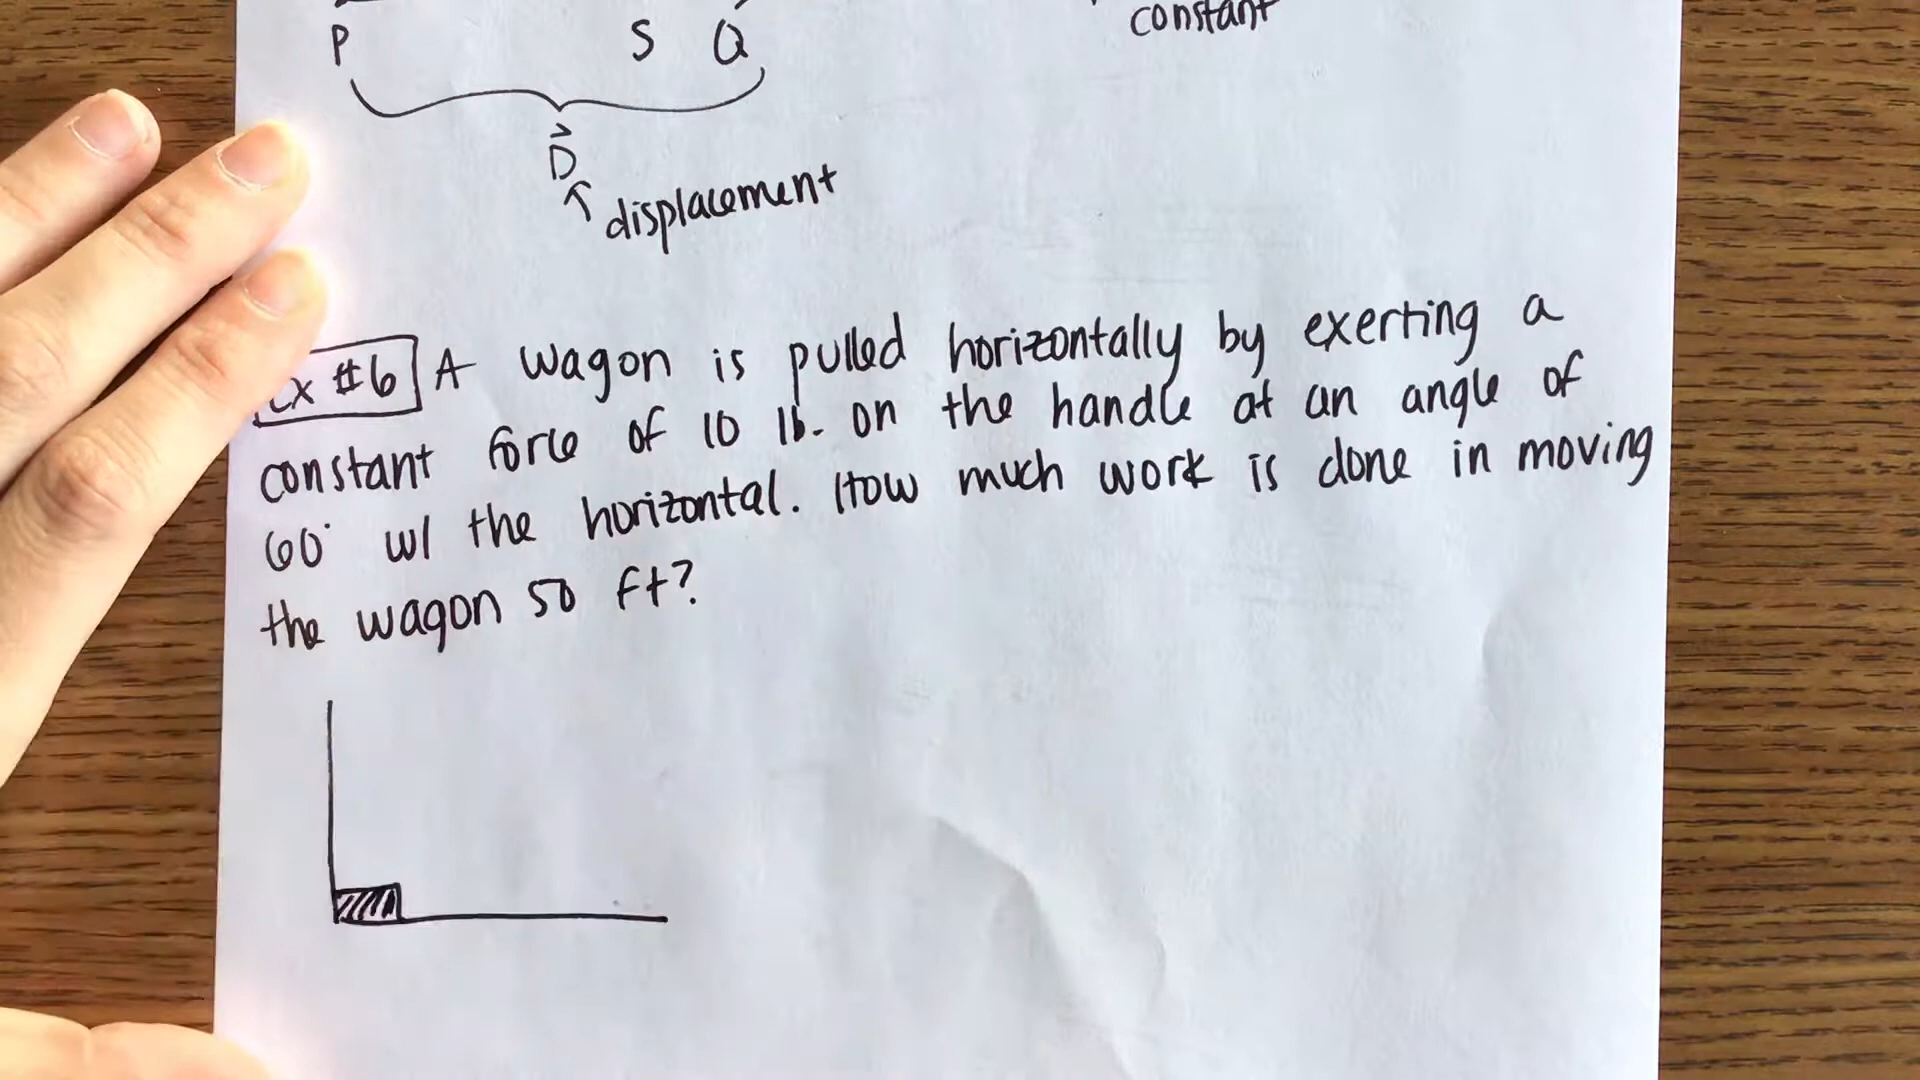 constant
P S Q
D
displacement
Ex #6 A wagon is pulled horizontally by exerting a
constant force of 10 lb. on the handle at an angle of
60° w/ the horizontal. How much work is done in moving
the wagon 50 ft?